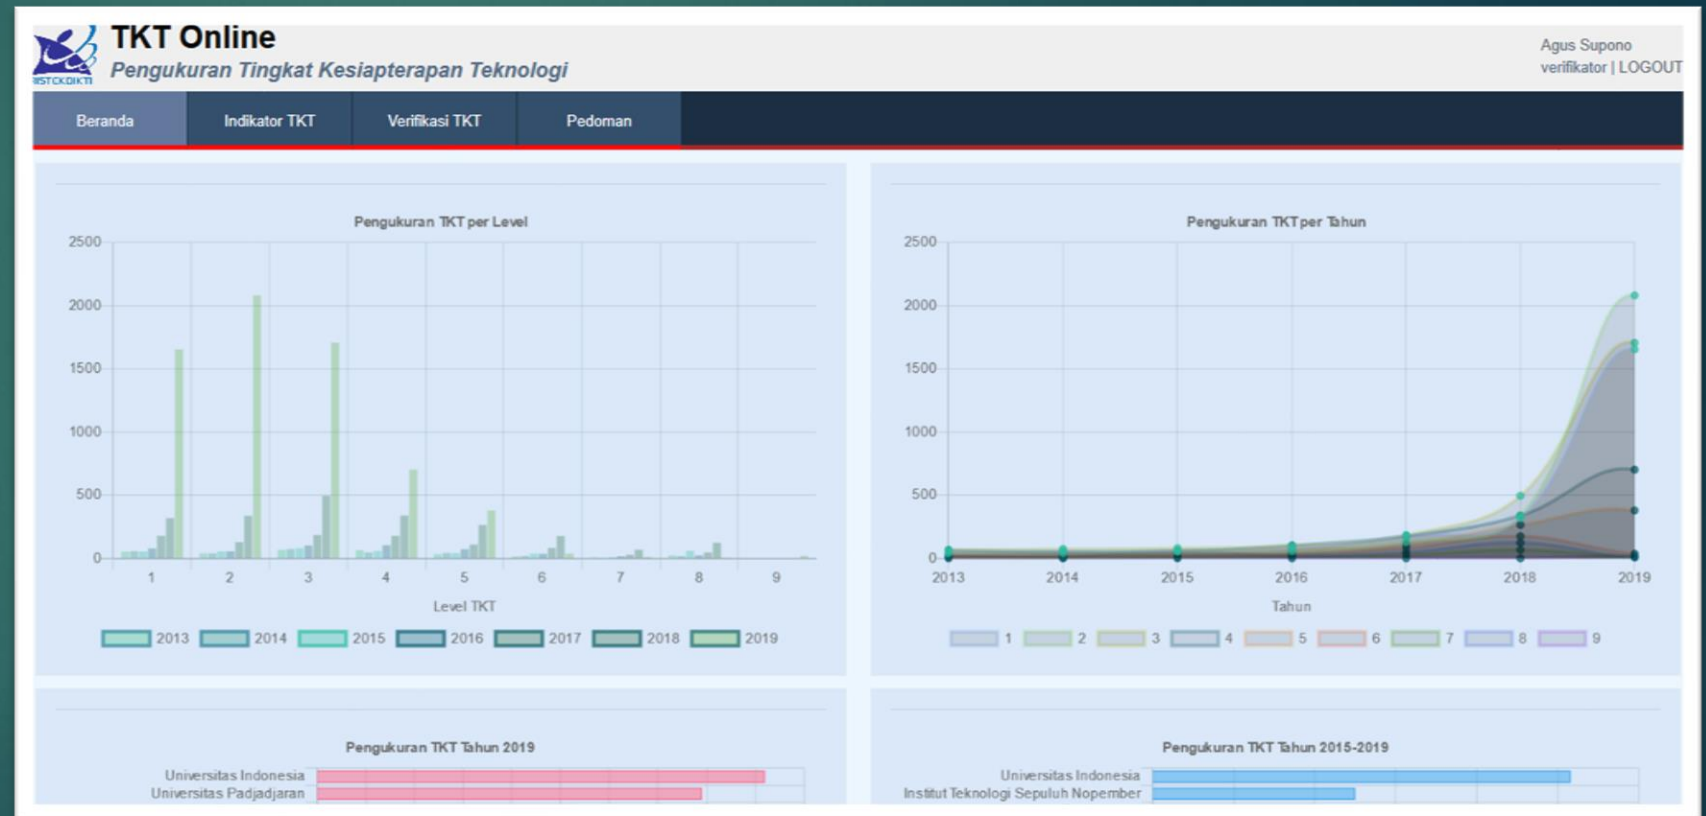 TKT Online
Pengukuran Tingkat Kesiapterapan Teknologi
RISTEKDIKTI
Agus Supono
verifikator | LOGOUT
Beranda Indikator TKT Verifikasi TKT Pedoman
Pengukuran TKT per Level
2500
2000
1500
1000
500
0
1 2 3 4 5 6 7 8 9
Level TKT
2013 2014 2015 2016 2017 2018 2019
Pengukuran TKT per Tahun
2500
2000
1500
1000
500
0
2013 2014 2015 2016 2017 2018 2019
Tahun
1 2 3 4 5 6 7 8 9
Pengukuran TKT Tahun 2019
Universitas Indonesia
Universitas Padjadjaran
Pengukuran TKT Tahun 2015-2019
Universitas Indonesia
Institut Teknologi Sepuluh Nopember